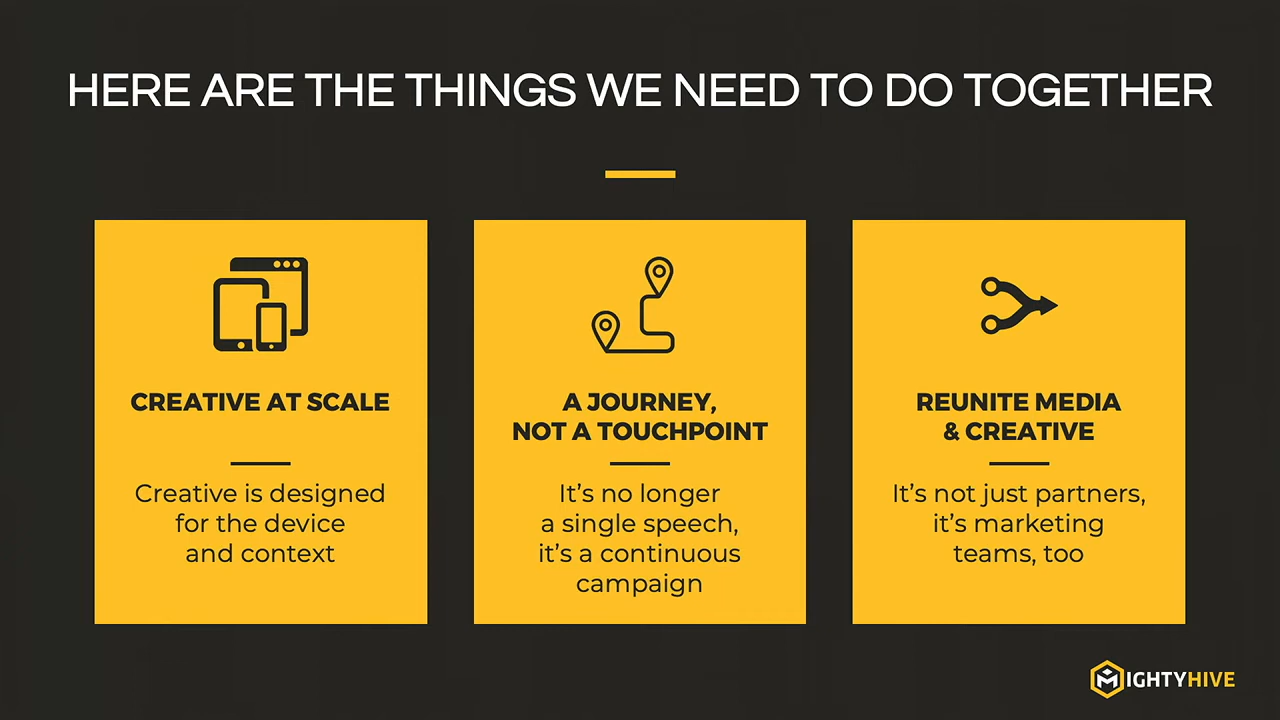 HERE ARE THE THINGS WE NEED TO DO TOGETHER
CREATIVE AT SCALE
Creative is designed
for the device
and context
A JOURNEY,
NOT A TOUCHPOINT
It’s no longer
a single speech,
it’s a continuous
campaign
REUNITE MEDIA
& CREATIVE
It’s not just partners,
it’s marketing
teams, too
MIGHTYHIVE